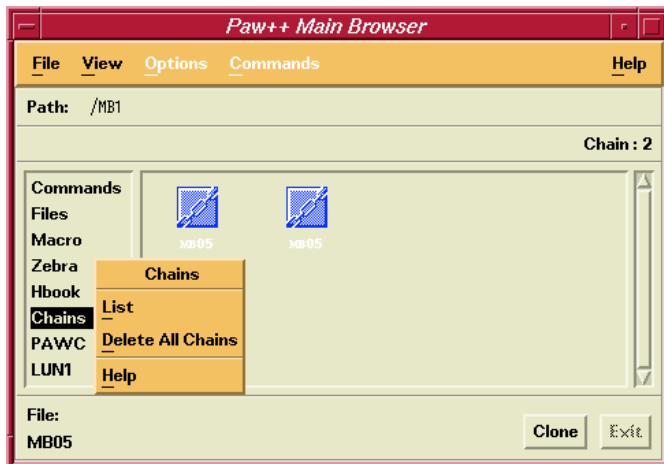 Paw++ Main Browser
File View Options Commands Help
Path: /MB1
Chain : 2
Commands
Files
Macro
Zebra
Hbook
Chains
PAWC
LUN1
MB05 MB05
Chains
List
Delete All Chains
Help
File:
MB05
Clone Exit